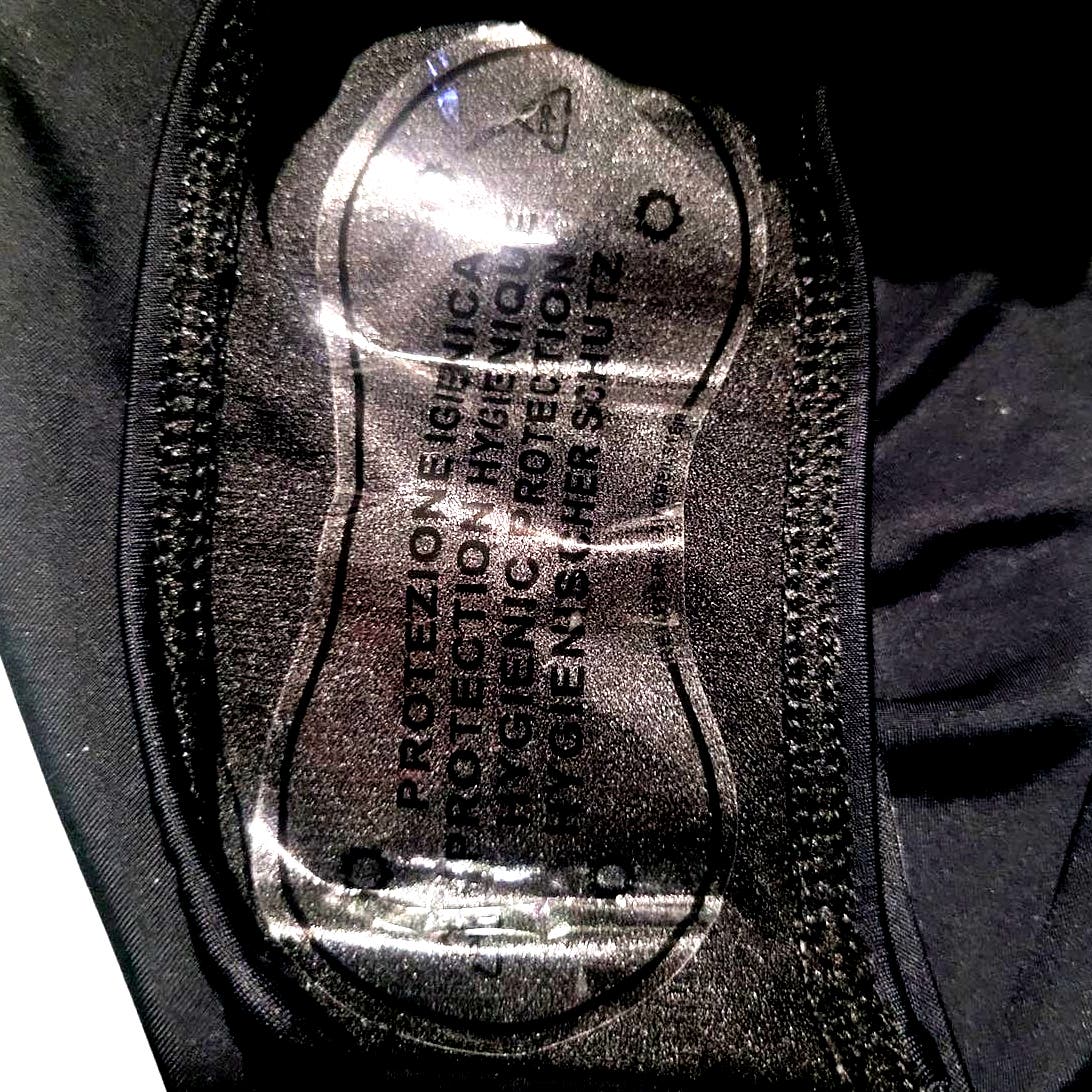 PROTEZIONE IGIENICA
PROTECTION HYGIENIQUE
HYGIENIC PROTECTION
HYGIENISCHER SCHUTZ